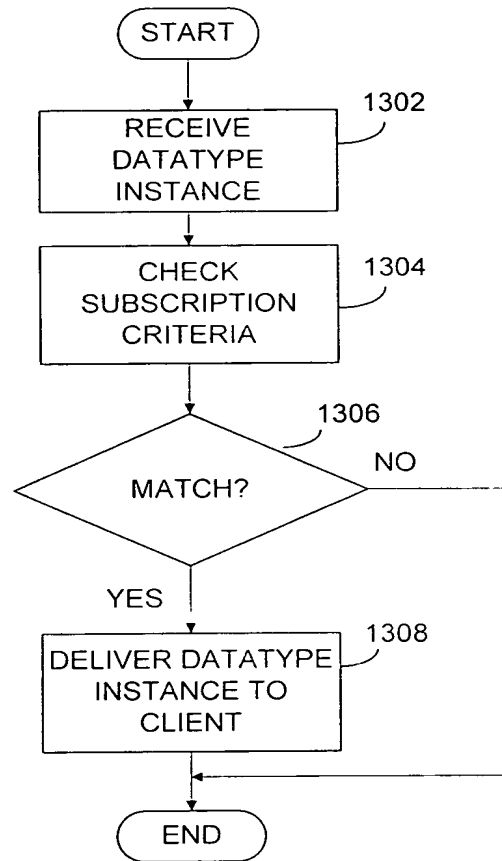 START
1302
RECEIVE
DATATYPE
INSTANCE
1304
CHECK
SUBSCRIPTION
CRITERIA
1306
MATCH?
NO
YES
1308
DELIVER DATATYPE
INSTANCE TO
CLIENT
END